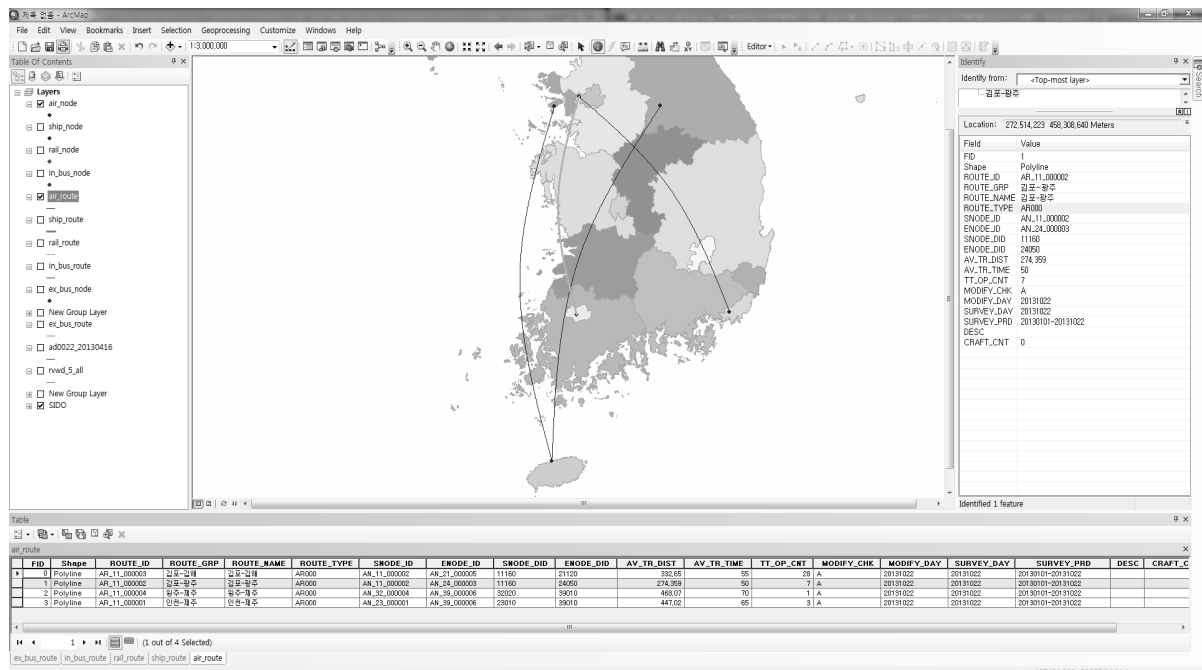 제목 없음 - ArcMap
File Edit View Bookmarks Insert Selection Geoprocessing Customize Windows Help
1:3,000,000
Editor
Table Of Contents
Layers
air_node
ship_node
rail_node
in_bus_node
air_route
ship_route
rail_route
in_bus_route
ex_bus_node
New Group Layer
ex_bus_route
ad0022_20130416
rvwd_5_all
New Group Layer
SIDO
Identify
Identify from: <Top-most layer>
김포-광주
Location: 272,514,223 458,308,640 Meters
Field Value
FID 1
Shape Polyline
ROUTE_ID AR_11_000002
ROUTE_GRP 김포~광주
ROUTE_NAME 김포-광주
ROUTE_TYPE AR000
SNODE_ID AN_11_000002
ENODE_ID AN_24_000003
SNODE_DID 11160
ENODE_DID 24050
AV_TR_DIST 274,359
AV_TR_TIME 50
TT_OP_CNT 7
MODIFY_CHK A
MODIFY_DAY 20131022
SURVEY_DAY 20131022
SURVEY_PRD 20130101-20131022
DESC
CRAFT_CNT 0
Identified 1 feature
Search
Table
air_route
FID Shape ROUTE_ID ROUTE_GRP ROUTE_NAME ROUTE_TYPE SNODE_ID ENODE_ID SNODE_DID ENODE_DID AV_TR_DIST AV_TR_TIME TT_OP_CNT MODIFY_CHK MODIFY_DAY SURVEY_DAY SURVEY_PRD DESC CRAFT_C
0 Polyline AR_11_000003 김포~김해 김포-김해 AR000 AN_11_000002 AN_21_000005 11160 21120 332,65 55 28 A 20131022 20131022 20130101-20131022
1 Polyline AR_11_000002 김포~광주 김포-광주 AR000 AN_11_000002 AN_24_000003 11160 24050 274,359 50 7 A 20131022 20131022 20130101-20131022
2 Polyline AR_11_000004 원주~제주 원주-제주 AR000 AN_32_000004 AN_39_000006 32020 39010 468,07 70 1 A 20131022 20131022 20130101-20131022
3 Polyline AR_11_000001 인천~제주 인천-제주 AR000 AN_23_000001 AN_39_000006 23010 39010 447,02 65 3 A 20131022 20131022 20130101-20131022
1 (1 out of 4 Selected)
ex_bus_route in_bus_route rail_route ship_route air_route